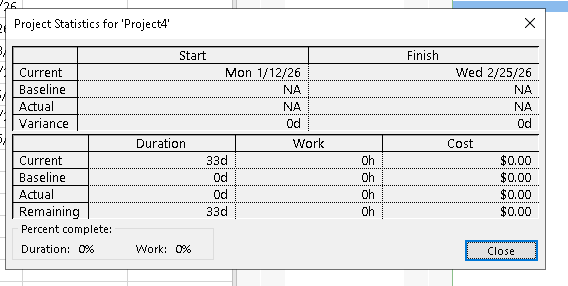 /26
Project Statistics for 'Project4'
Start Finish
Current Mon 1/12/26 Wed 2/25/26
Baseline NA NA
Actual NA NA
Variance 0d 0d
Duration Work Cost
Current 33d 0h $0.00
Baseline 0d 0h $0.00
Actual 0d 0h $0.00
Remaining 33d 0h $0.00
Percent complete:
Duration: 0% Work: 0%
Close